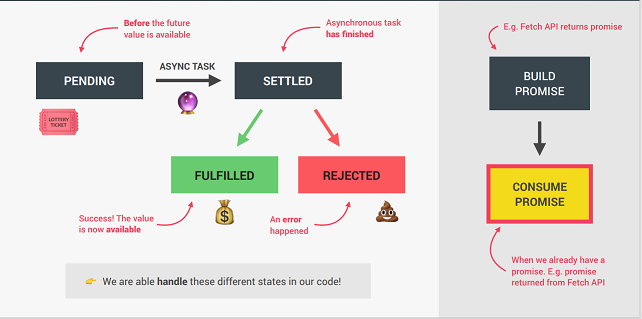 Before the future
value is available
Asynchronous task
has finished
PENDING
ASYNC TASK
SETTLED
LOTTERY
TICKET
FULFILLED
REJECTED
Success! The value
is now available
An error
happened
We are able handle these different states in our code!
E.g. Fetch API returns promise
BUILD
PROMISE
CONSUME
PROMISE
When we already have a
promise. E.g. promise
returned from Fetch API